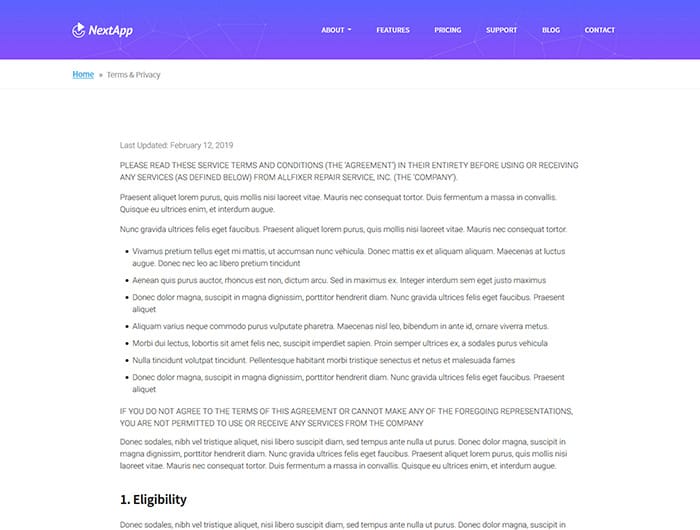 NextApp
ABOUT
FEATURES
PRICING
SUPPORT
BLOG
CONTACT
Home » Terms & Privacy
Last Updated: February 12, 2019
PLEASE READ THESE SERVICE TERMS AND CONDITIONS (THE 'AGREEMENT') IN THEIR ENTIRETY BEFORE USING OR RECEIVING
ANY SERVICES (AS DEFINED BELOW) FROM ALLFIXER REPAIR SERVICE, INC. (THE 'COMPANY').
Praesent aliquet lorem purus, quis mollis nisi laoreet vitae. Mauris nec consequat tortor. Duis fermentum a massa in convallis.
Quisque eu ultrices enim, et interdum augue.
Nunc gravida ultrices felis eget faucibus. Praesent aliquet lorem purus, quis mollis nisi laoreet vitae. Mauris nec consequat tortor.
• Vivamus pretium tellus eget mi mattis, ut accumsan nunc vehicula. Donec mattis ex et aliquam aliquam. Maecenas at luctus
augue. Donec nec leo ac libero pretium tincidunt
• Aenean quis purus auctor, rhoncus est non, dictum arcu. Sed in maximus ex. Integer interdum sem eget justo maximus
• Donec dolor magna, suscipit in magna dignissim, porttitor hendrerit diam. Nunc gravida ultrices felis eget faucibus. Praesent
aliquet
• Aliquam varius neque commodo purus vulputate pharetra. Maecenas nisl leo, bibendum in ante id, ornare viverra metus.
• Morbi dui lectus, lobortis sit amet felis nec, suscipit imperdiet sapien. Proin semper ultrices ex, a sodales purus vehicula
• Nulla tincidunt volutpat tincidunt. Pellentesque habitant morbi tristique senectus et netus et malesuada fames
• Donec dolor magna, suscipit in magna dignissim, porttitor hendrerit diam. Nunc gravida ultrices felis eget faucibus. Praesent
aliquet
IF YOU DO NOT AGREE TO THE TERMS OF THIS AGREEMENT OR CANNOT MAKE ANY OF THE FOREGOING REPRESENTATIONS,
YOU ARE NOT PERMITTED TO USE OR RECEIVE ANY SERVICES FROM THE COMPANY
Donec sodales, nibh vel tristique aliquet, nisi libero suscipit diam, sed tempus ante nulla ut purus. Donec dolor magna, suscipit in
magna dignissim, porttitor hendrerit diam. Nunc gravida ultrices felis eget faucibus. Praesent aliquet lorem purus, quis mollis nisi
laoreet vitae. Mauris nec consequat tortor. Duis fermentum a massa in convallis. Quisque eu ultrices enim, et interdum augue.
1. Eligibility
Donec sodales, nibh vel tristique aliquet, nisi libero suscipit diam, sed tempus ante nulla ut purus. Donec dolor magna, suscipit in